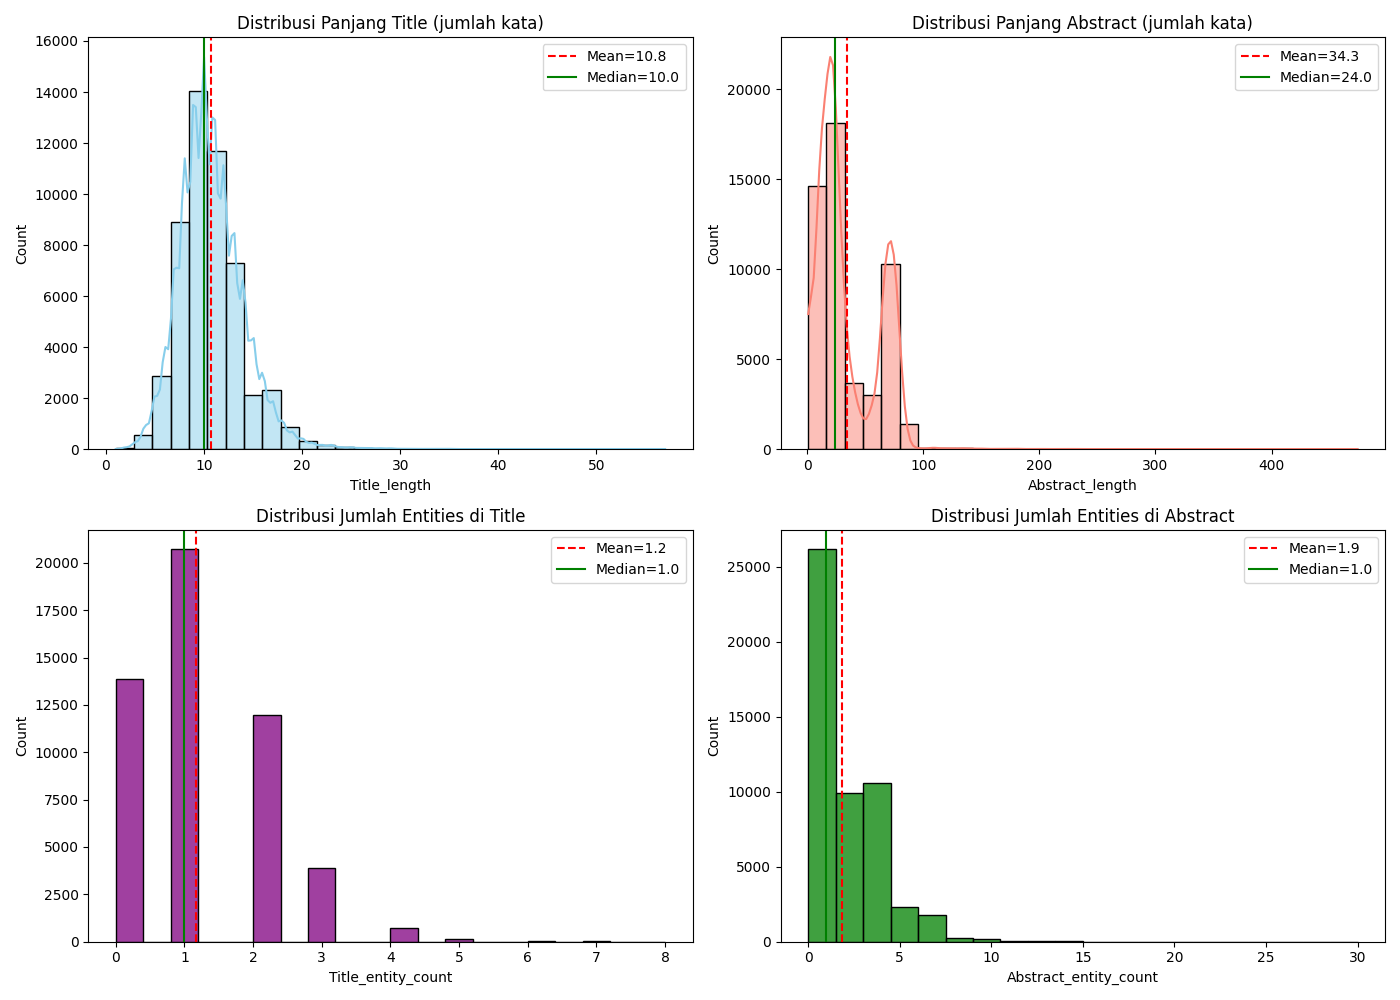 Distribusi Panjang Title (jumlah kata)
16000
14000
12000
10000
8000
6000
4000
2000
0
Count
Mean=10.8
Median=10.0
0 10 20 30 40 50
Title_length
Distribusi Panjang Abstract (jumlah kata)
20000
15000
10000
5000
0
Count
Mean=34.3
Median=24.0
0 100 200 300 400
Abstract_length
Distribusi Jumlah Entities di Title
20000
17500
15000
12500
10000
7500
5000
2500
0
Count
Mean=1.2
Median=1.0
0 1 2 3 4 5 6 7 8
Title_entity_count
Distribusi Jumlah Entities di Abstract
25000
20000
15000
10000
5000
0
Count
Mean=1.9
Median=1.0
0 5 10 15 20 25 30
Abstract_entity_count